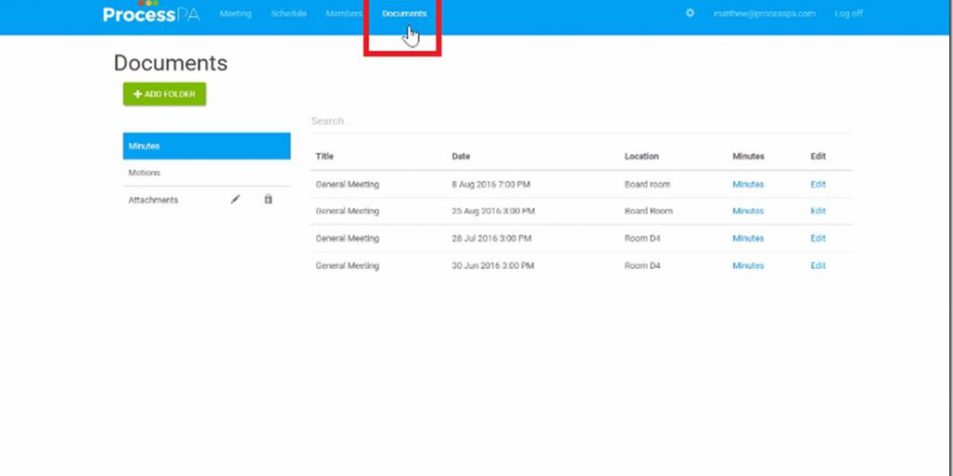 ProcessPA Meeting Schedule Members Documents matthew@processpa.com Log off
Documents
+ ADD FOLDER
Search...
Minutes
Motions
Attachments
Title Date Location Minutes Edit
General Meeting 8 Aug 2016 7:00 PM Board room Minutes Edit
General Meeting 25 Aug 2016 3:00 PM Board Room Minutes Edit
General Meeting 28 Jul 2016 3:00 PM Room D4 Minutes Edit
General Meeting 30 Jun 2016 3:00 PM Room D4 Minutes Edit